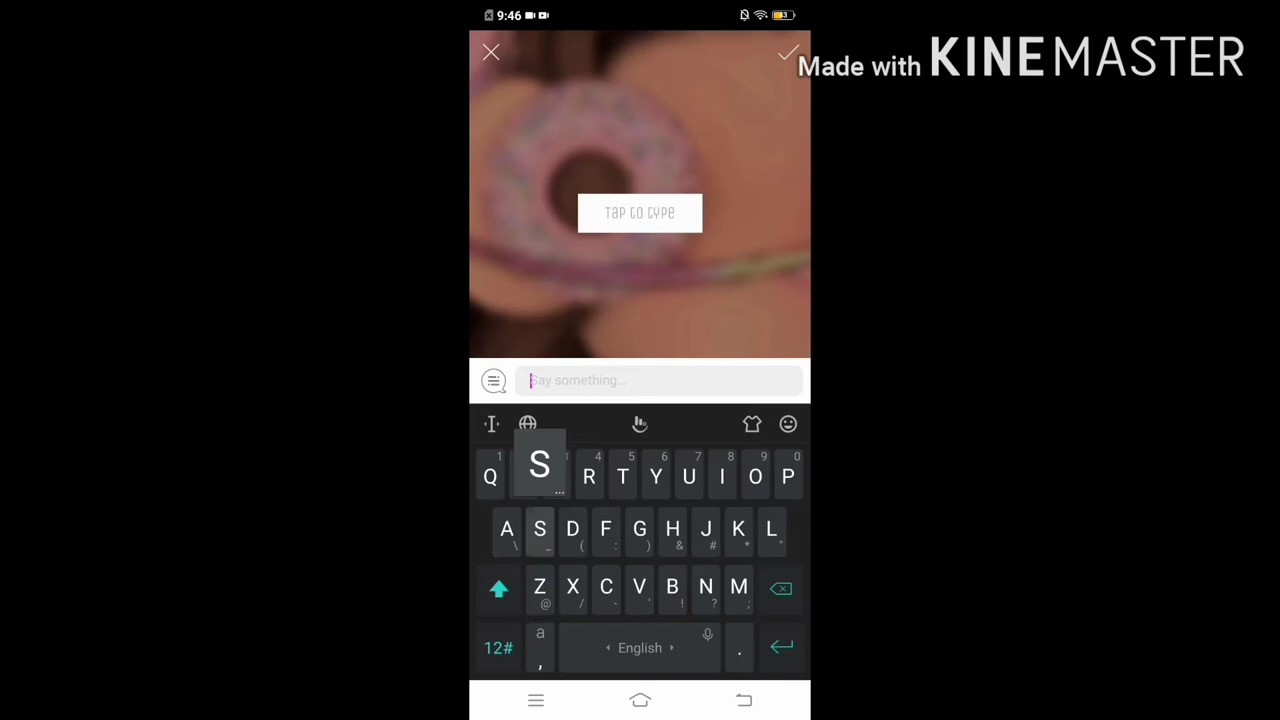 9:46
43
Made with KINEMASTER
Tap to type
Say something...
S
...
1 4 5 6 7 8 9 0
Q R T Y U I O P
A S D F G H J K L
\ _ ( : ) & # * "
Z X C V B N M
@ / - ' ! ? ;
12# a , English .